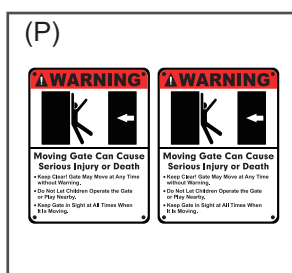 (P)
WARNING
Moving Gate Can Cause
Serious Injury or Death
• Keep Clear! Gate May Move at Any Time
without Warning.
• Do Not Let Children Operate the Gate
or Play Nearby.
• Keep Gate in Sight at All Times When
It Is Moving.
WARNING
Moving Gate Can Cause
Serious Injury or Death
• Keep Clear! Gate May Move at Any Time
without Warning.
• Do Not Let Children Operate the Gate
or Play Nearby.
• Keep Gate in Sight at All Times When
It Is Moving.